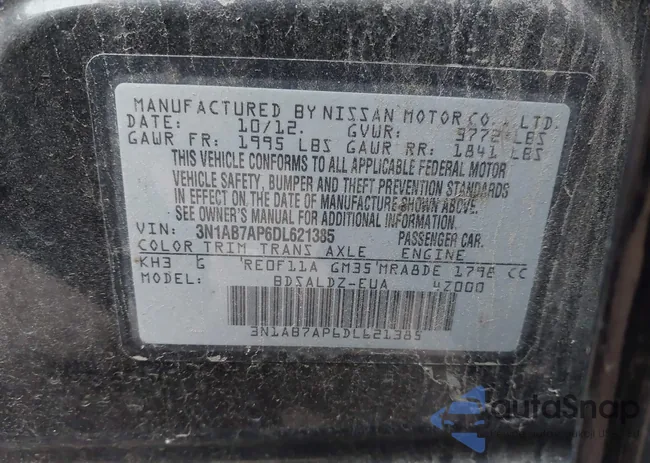 MANUFACTURED BY NISSAN MOTOR CO., LTD.
DATE: 10/12. GVWR: 3772 LBS
GAWR FR: 1995 LBS GAWR RR: 1841 LBS
THIS VEHICLE CONFORMS TO ALL APPLICABLE FEDERAL MOTOR
VEHICLE SAFETY, BUMPER AND THEFT PREVENTION STANDARDS
IN EFFECT ON THE DATE OF MANUFACTURE SHOWN ABOVE.
SEE OWNER'S MANUAL FOR ADDITIONAL INFORMATION.
VIN: 3N1AB7AP6DL621385 PASSENGER CAR.
COLOR TRIM TRANS AXLE ENGINE
KH3 G RE0F11A GM35 MRA8DE 1798 CC
MODEL: BDSALDZ-EUA 4Z000
3N1AB7AP6DL621385
autoSnap